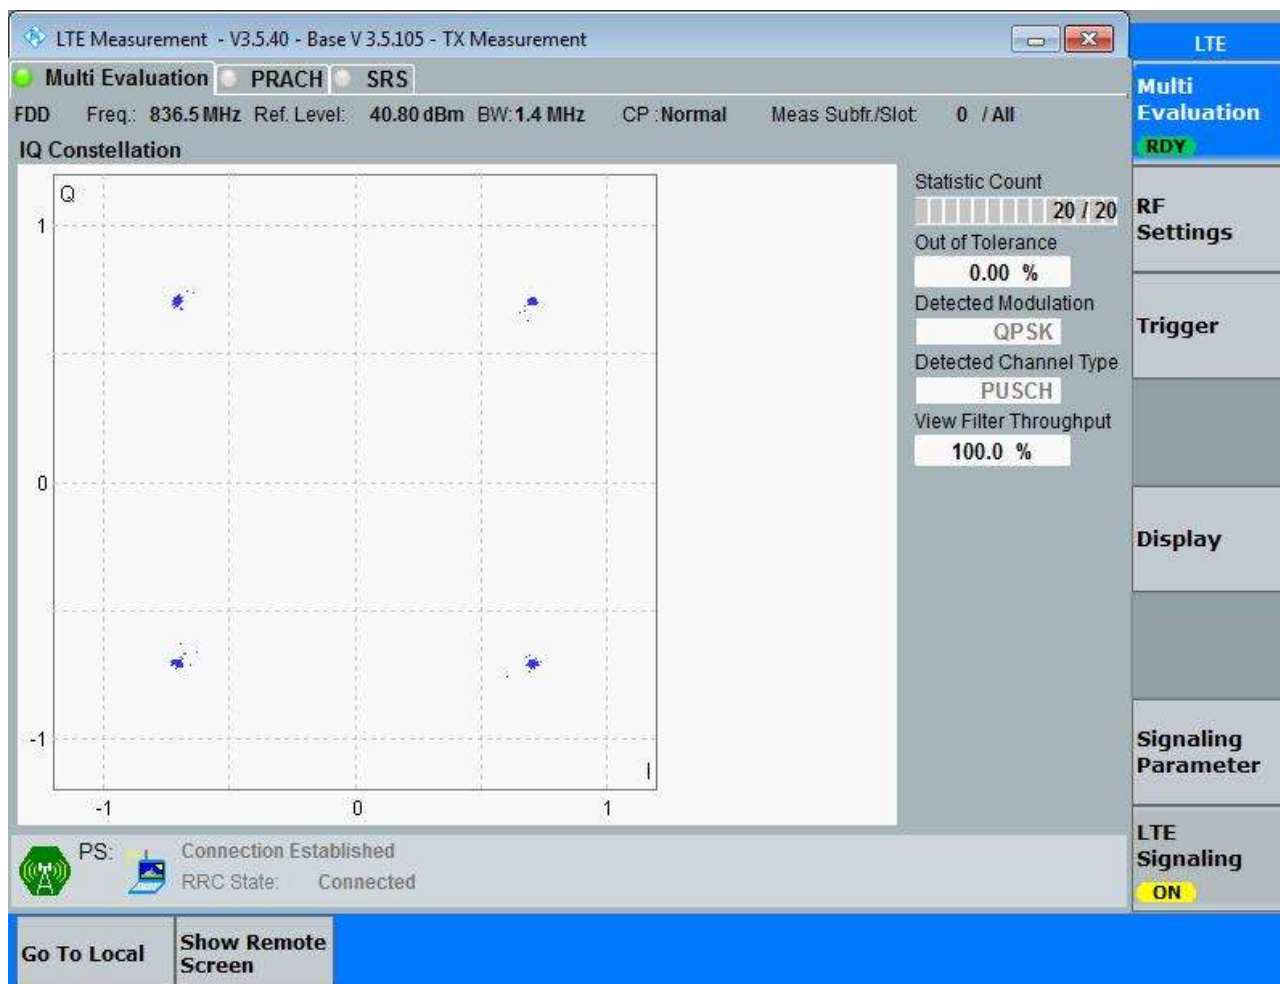 LTE Measurement - V3.5.40 - Base V 3.5.105 - TX Measurement
LTE
Multi Evaluation PRACH SRS
Multi
Evaluation
RDY
FDD Freq.: 836.5 MHz Ref. Level: 40.80 dBm BW: 1.4 MHz CP : Normal Meas Subfr./Slot: 0 / All
IQ Constellation
Q
1
0
-1
I
-1 0 1
Statistic Count
20 / 20
Out of Tolerance
0.00 %
Detected Modulation
QPSK
Detected Channel Type
PUSCH
View Filter Throughput
100.0 %
RF
Settings
Trigger
Display
Signaling
Parameter
LTE
Signaling
ON
PS: Connection Established
RRC State: Connected
Go To Local
Show Remote
Screen